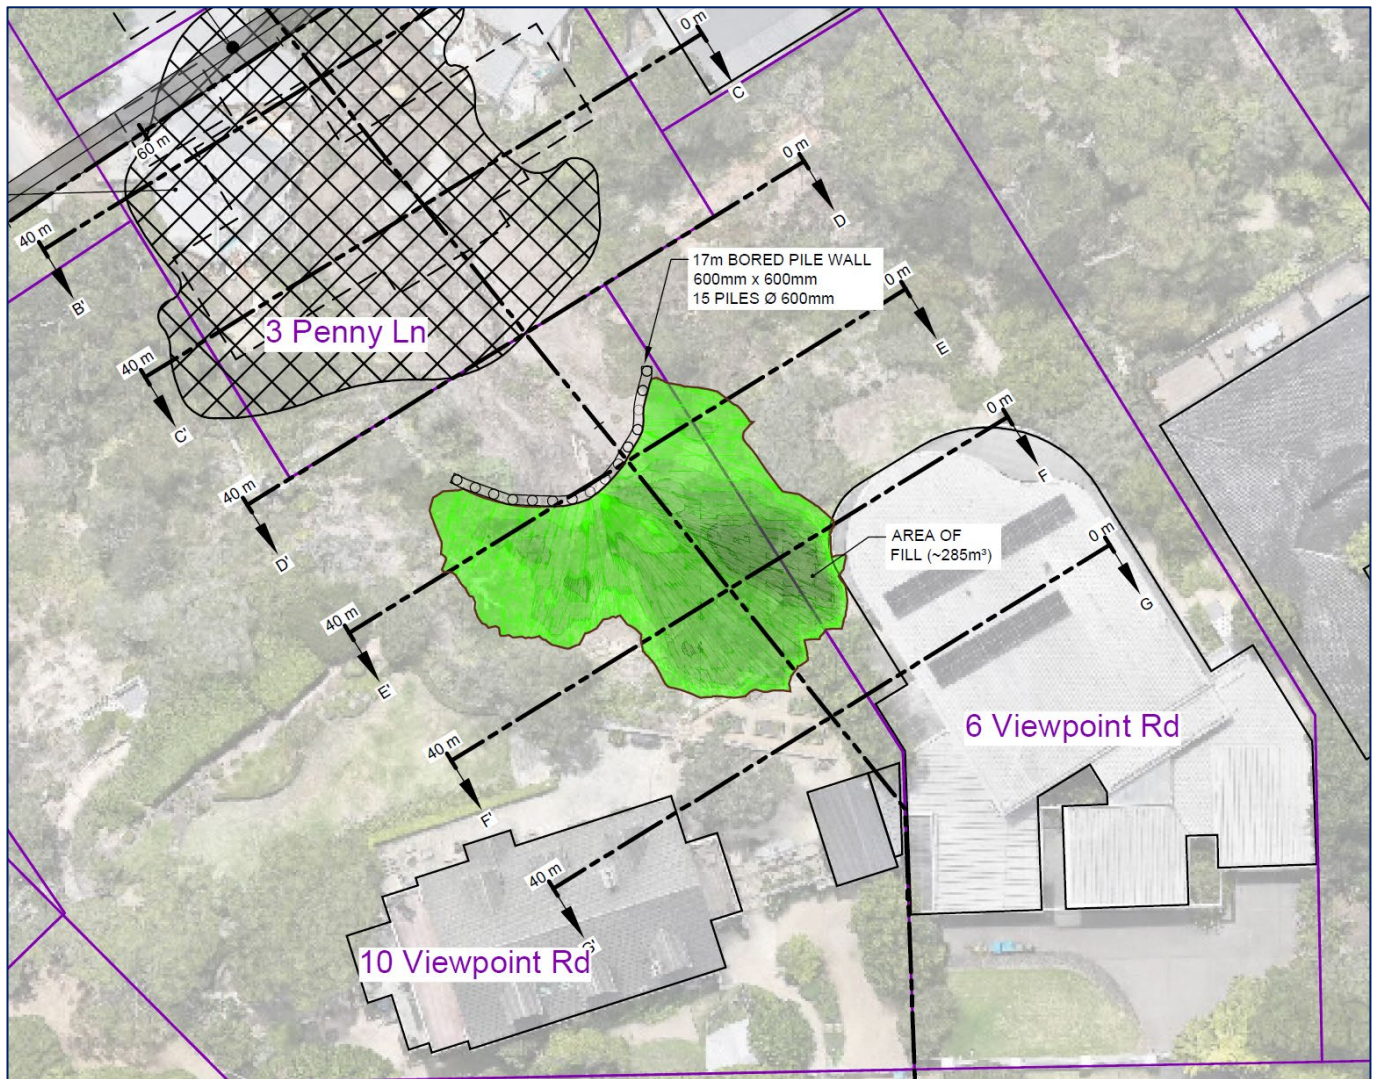 0 m
C
60 m
0 m
D
40 m
B'
17m BORED PILE WALL
600mm x 600mm
15 PILES Ø 600mm
0 m
E
3 Penny Ln
40 m
C'
0 m
F
40 m
D'
AREA OF
FILL (~285m³)
0 m
G
40 m
E'
6 Viewpoint Rd
40 m
F'
40 m
G'
10 Viewpoint Rd